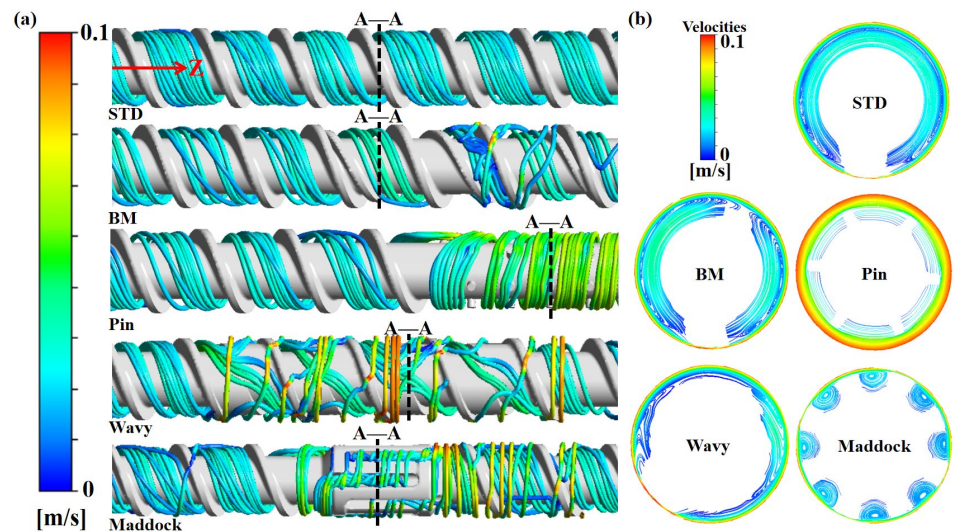 (a)
0.1
0
[m/s]
Z
A—A
STD
A—A
BM
A—A
Pin
A—A
Wavy
A—A
Maddock
(b)
Velocities
0.1
0
[m/s]
STD
BM
Pin
Wavy
Maddock